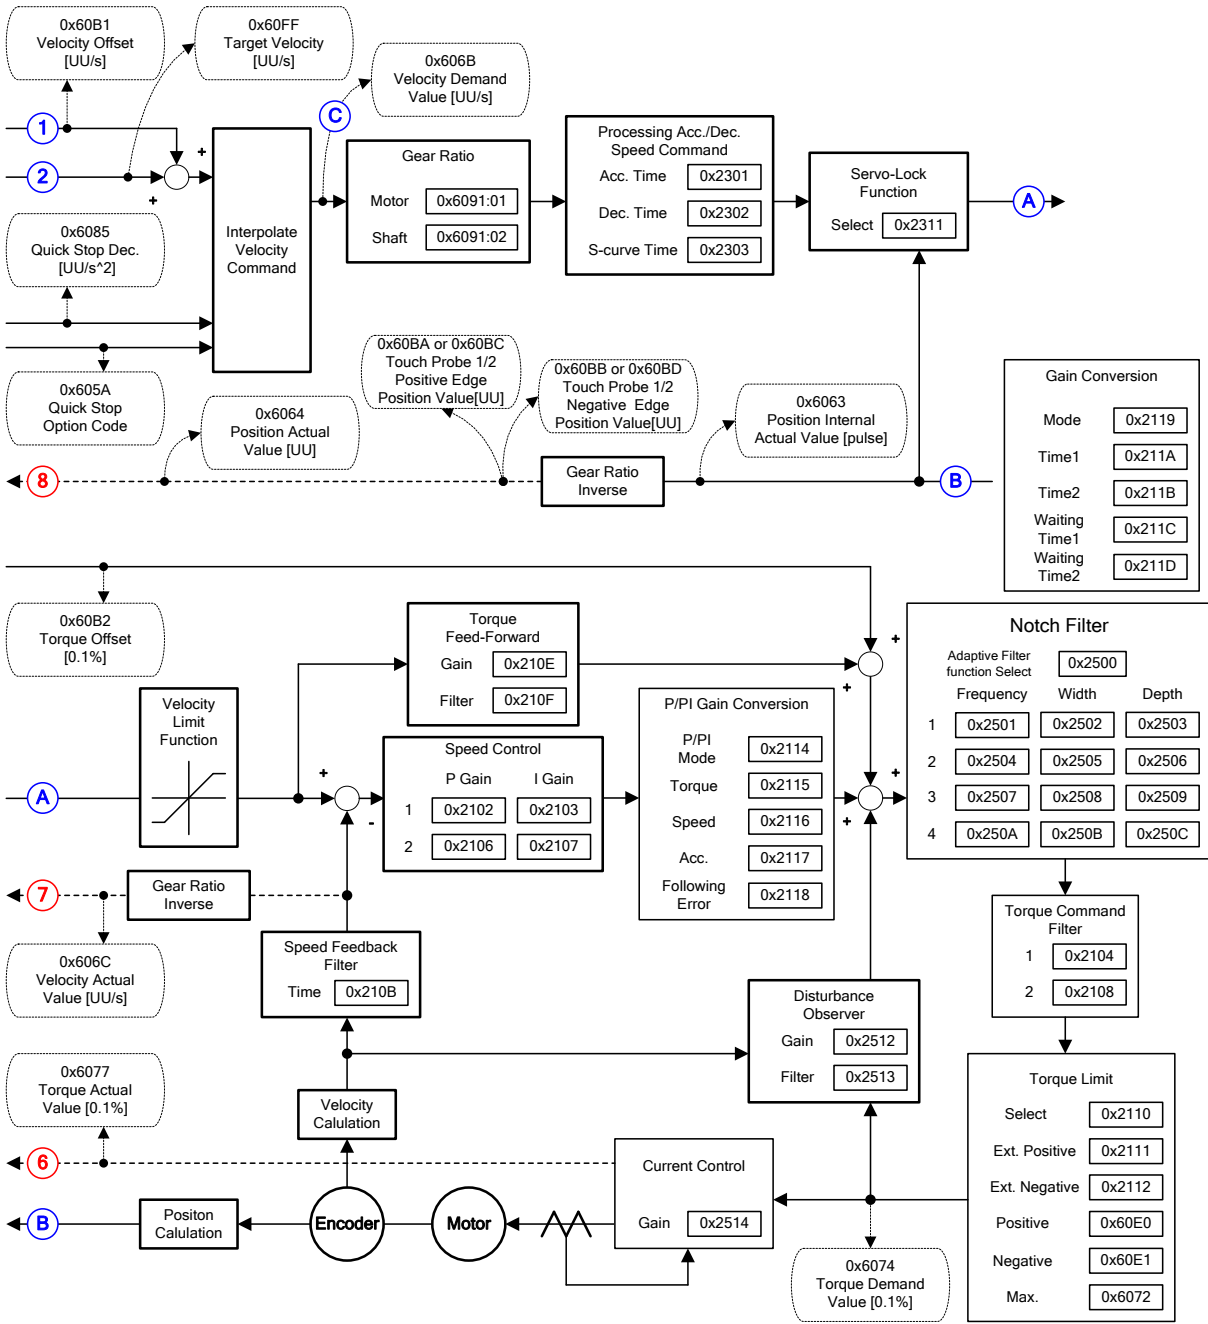 0x60B1
Velocity Offset
[UU/s]
0x60FF
Target Velocity
[UU/s]
0x606B
Velocity Demand
Value [UU/s]
1
C
2
+
+
Interpolate
Velocity
Command
Gear Ratio
Motor 0x6091:01
Shaft 0x6091:02
Processing Acc./Dec.
Speed Command
Acc. Time 0x2301
Dec. Time 0x2302
S-curve Time 0x2303
Servo-Lock
Function
Select 0x2311
A
0x6085
Quick Stop Dec.
[UU/s^2]
0x605A
Quick Stop
Option Code
0x6064
Position Actual
Value [UU]
0x60BA or 0x60BC
Touch Probe 1/2
Positive Edge
Position Value[UU]
0x60BB or 0x60BD
Touch Probe 1/2
Negative Edge
Position Value[UU]
0x6063
Position Internal
Actual Value [pulse]
8
Gear Ratio
Inverse
B
Gain Conversion
Mode 0x2119
Time1 0x211A
Time2 0x211B
Waiting
Time1
0x211C
Waiting
Time2
0x211D
0x60B2
Torque Offset
[0.1%]
Torque
Feed-Forward
Gain 0x210E
Filter 0x210F
+
+
Notch Filter
Adaptive Filter
function Select
0x2500
Frequency Width Depth
1 0x2501 0x2502 0x2503
2 0x2504 0x2505 0x2506
3 0x2507 0x2508 0x2509
4 0x250A 0x250B 0x250C
A
Velocity
Limit
Function
+
-
Speed Control
P Gain I Gain
1 0x2102 0x2103
2 0x2106 0x2107
P/PI Gain Conversion
P/PI
Mode
0x2114
Torque 0x2115
Speed 0x2116
Acc. 0x2117
Following
Error
0x2118
+
+
7
Gear Ratio
Inverse
0x606C
Velocity Actual
Value [UU/s]
Speed Feedback
Filter
Time 0x210B
Disturbance
Observer
Gain 0x2512
Filter 0x2513
Torque Command
Filter
1 0x2104
2 0x2108
0x6077
Torque Actual
Value [0.1%]
Velocity
Calulation
Torque Limit
Select 0x2110
Ext. Positive 0x2111
Ext. Negative 0x2112
Positive 0x60E0
Negative 0x60E1
Max. 0x6072
6
Current Control
Gain 0x2514
B
Positon
Calulation
Encoder
Motor
0x6074
Torque Demand
Value [0.1%]